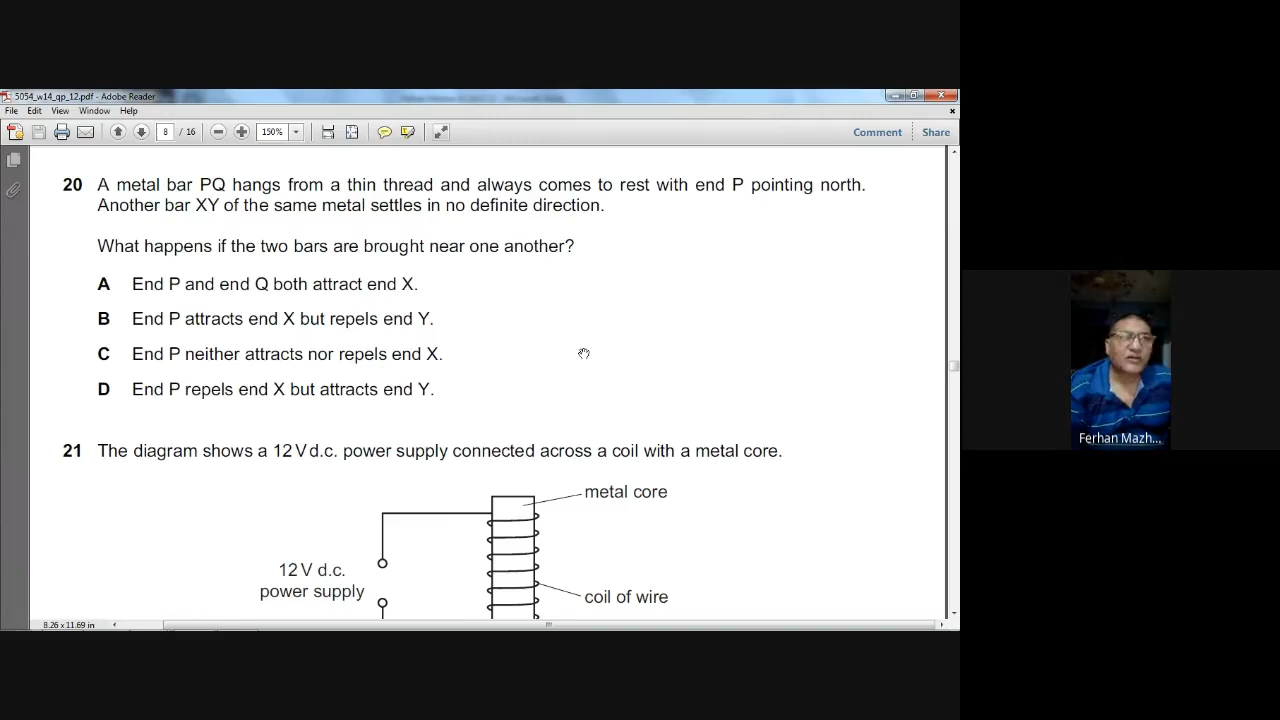 5054_w14_qp_12.pdf - Adobe Reader
File Edit View Window Help
8 / 16 150% Comment Share
20 A metal bar PQ hangs from a thin thread and always comes to rest with end P pointing north.
Another bar XY of the same metal settles in no definite direction.
What happens if the two bars are brought near one another?
A End P and end Q both attract end X.
B End P attracts end X but repels end Y.
C End P neither attracts nor repels end X.
D End P repels end X but attracts end Y.
21 The diagram shows a 12 V d.c. power supply connected across a coil with a metal core.
metal core
12 V d.c.
power supply
coil of wire
8.26 x 11.69 in
Ferhan Mazh...